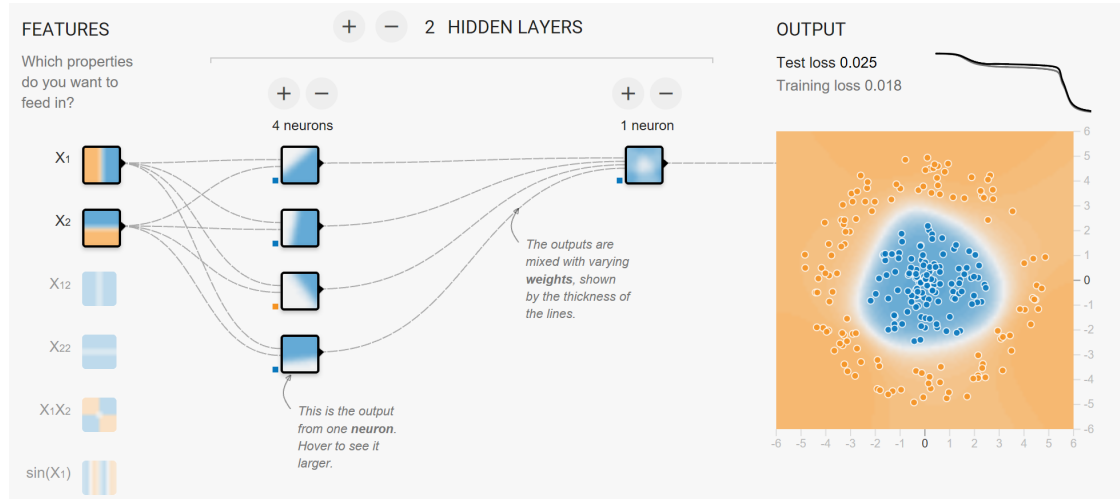 FEATURES
Which properties
do you want to
feed in?
X1
X2
X12
X22
X1X2
sin(X1)
+ − 2 HIDDEN LAYERS
+ −
4 neurons
+ −
1 neuron
This is the output
from one neuron.
Hover to see it
larger.
The outputs are
mixed with varying
weights, shown
by the thickness of
the lines.
OUTPUT
Test loss 0.025
Training loss 0.018
6
5
4
3
2
1
0
-1
-2
-3
-4
-5
-6
-6 -5 -4 -3 -2 -1 0 1 2 3 4 5 6